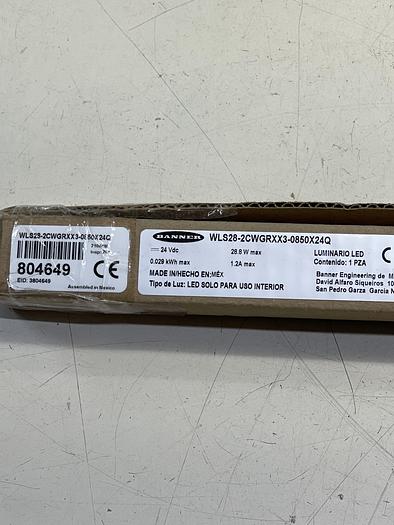 WLS28-2CWGRXX3-0850X24Q
804649
EID: 3804649
Assembled in Mexico
BANNER WLS28-2CWGRXX3-0850X24Q
24 Vdc 28.8 W max LUMINARIO LED
0.029 kWh max 1.2A max Contenido: 1 PZA
MADE IN/HECHO EN:MÉX Banner Engineering de M
Tipo de Luz: LED SOLO PARA USO INTERIOR David Alfaro Siqueiros 10
San Pedro Garza García N